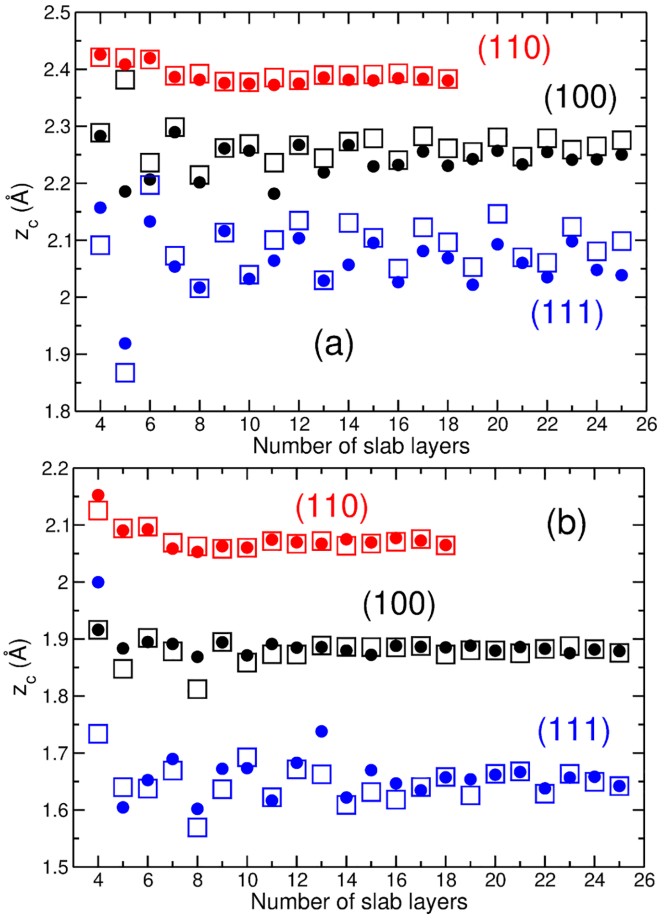 2.5
(110)
2.4
(100)
2.3
2.2
z_c (Å)
2.1
2
(111)
1.9
(a)
1.8
4 6 8 10 12 14 16 18 20 22 24 26
Number of slab layers
2.2
(110)
(b)
2.1
2
(100)
1.9
z_c (Å)
1.8
(111)
1.7
1.6
1.5
4 6 8 10 12 14 16 18 20 22 24 26
Number of slab layers